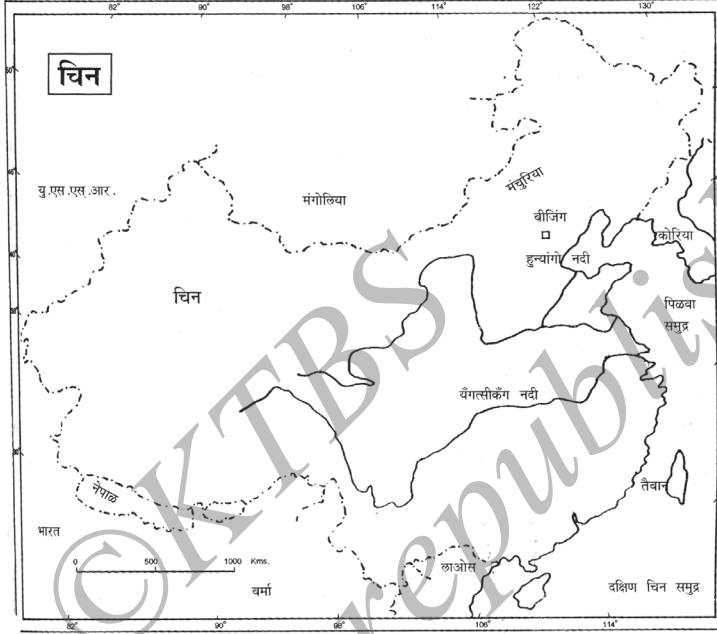 82° 90° 98° 106° 114° 122° 130°
चिन
यु.एस.एस्.आर.
मंगोलिया
मंचुरिया
बीजिंग
कोरिया
हुन्यांगो नदी
चिन
पिळवा
समुद्र
यँगत्सीकँग नदी
नेपाळ
तैवान
भारत
0 500 1000 Kms.
लाओस
बर्मा
दक्षिण चिन समुद्र
82° 90° 98° 106° 114°
©KTBS
republis